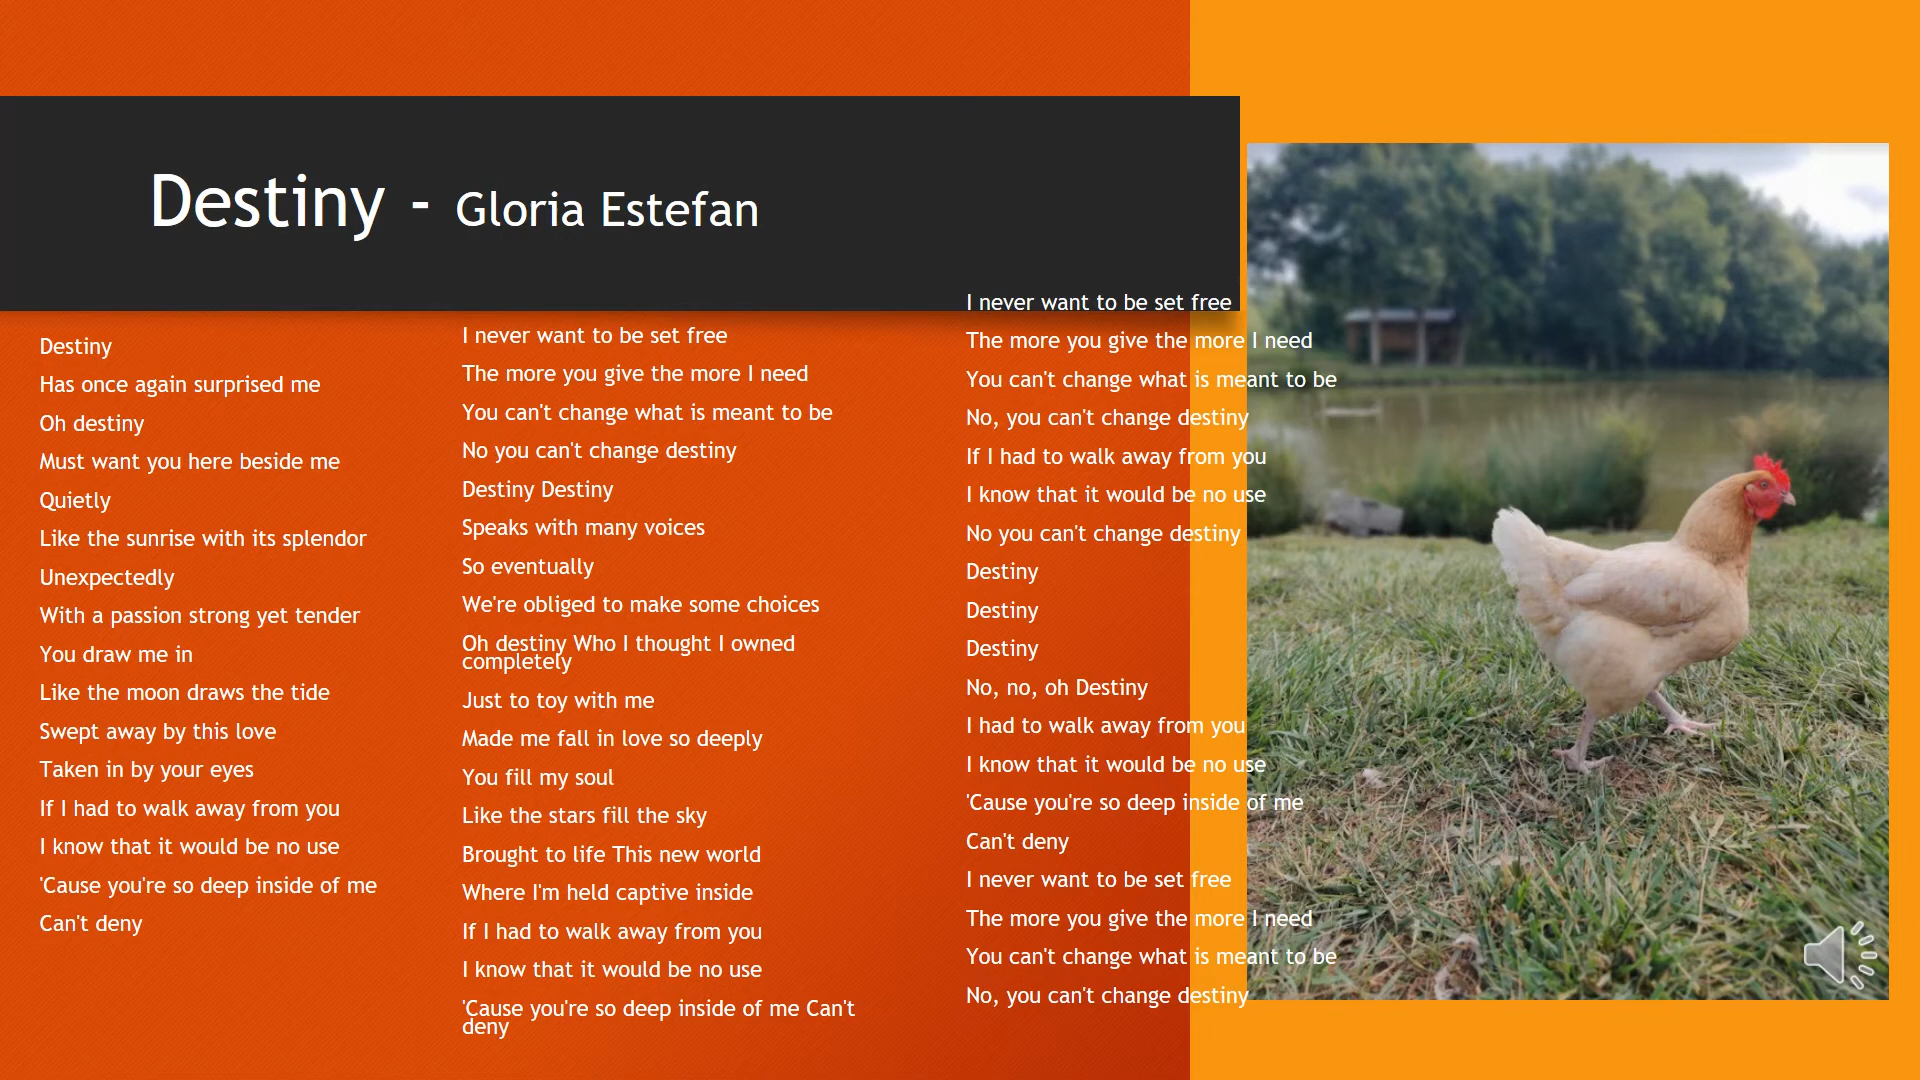 Destiny - Gloria Estefan
Destiny
Has once again surprised me
Oh destiny
Must want you here beside me
Quietly
Like the sunrise with its splendor
Unexpectedly
With a passion strong yet tender
You draw me in
Like the moon draws the tide
Swept away by this love
Taken in by your eyes
If I had to walk away from you
I know that it would be no use
'Cause you're so deep inside of me
Can't deny
I never want to be set free
The more you give the more I need
You can't change what is meant to be
No you can't change destiny
Destiny Destiny
Speaks with many voices
So eventually
We're obliged to make some choices
Oh destiny Who I thought I owned
completely
Just to toy with me
Made me fall in love so deeply
You fill my soul
Like the stars fill the sky
Brought to life This new world
Where I'm held captive inside
If I had to walk away from you
I know that it would be no use
'Cause you're so deep inside of me Can't
deny
I never want to be set free
The more you give the more I need
You can't change what is meant to be
No, you can't change destiny
If I had to walk away from you
I know that it would be no use
No you can't change destiny
Destiny
Destiny
Destiny
No, no, oh Destiny
I had to walk away from you
I know that it would be no use
'Cause you're so deep inside of me
Can't deny
I never want to be set free
The more you give the more I need
You can't change what is meant to be
No, you can't change destiny